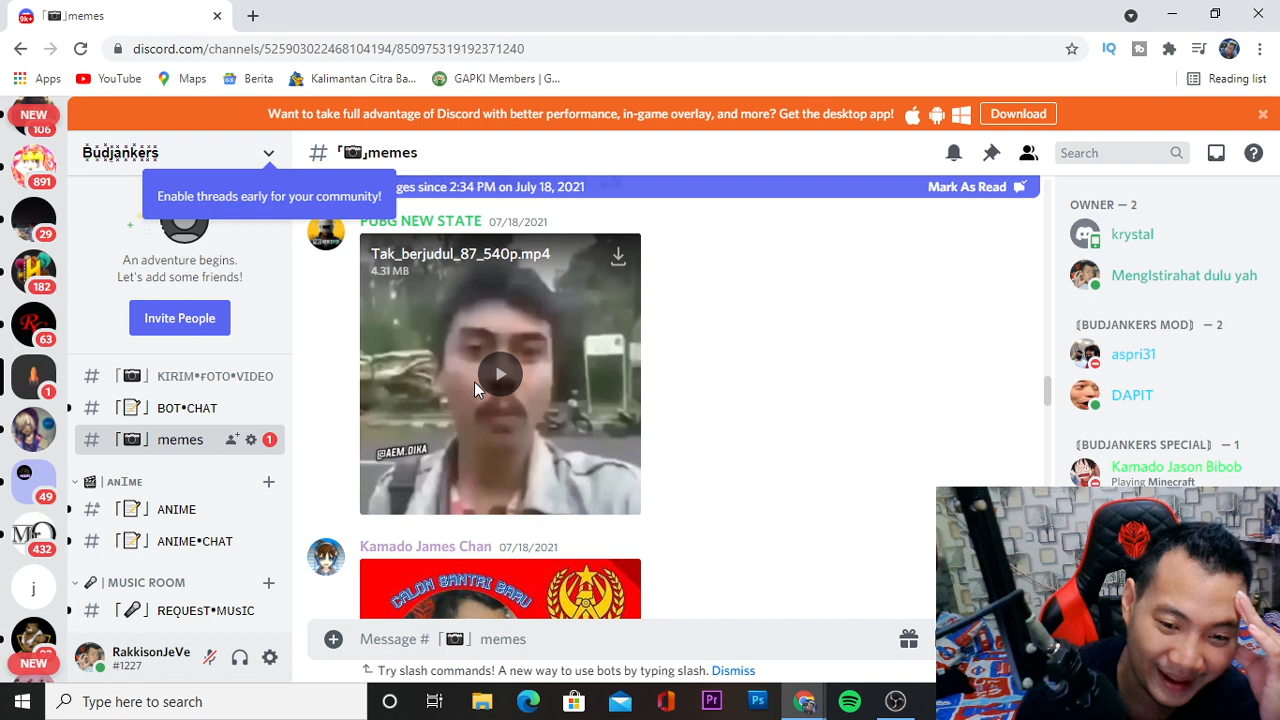 「📷」memes
discord.com/channels/525903022468104194/850975319192371240
Apps YouTube Maps Berita Kalimantan Citra Ba... GAPKI Members | G... Reading list
NEW
106
891
29
182
63
1
49
432
j
NEW
Want to take full advantage of Discord with better performance, in-game overlay, and more? Get the desktop app! Download
Budjankers
Enable threads early for your community!
An adventure begins.
Let's add some friends!
Invite People
# 「📷」 KIRIM•FOTO•VIDEO
# 「📝」 BOT•CHAT
# 「📷」 memes 1
🎬 | ANIME
# 「📝」 ANIME
# 「📝」 ANIME•CHAT
🎤 | MUSIC ROOM
# 「🎤」 REQUEST•MUSIC
RakkisonJeVe
#1227
# 「📷」memes
Search
ges since 2:34 PM on July 18, 2021 Mark As Read
PUBG NEW STATE 07/18/2021
Tak_berjudul_87_540p.mp4
4.31 MB
@AEM.DIKA
Kamado James Chan 07/18/2021
CALON SANTRI BARU
Message # 「📷」 memes
Try slash commands! A new way to use bots by typing slash. Dismiss
OWNER — 2
krystal
MengIstirahat dulu yah
⟬BUDJANKERS MOD⟭ — 2
aspri31
DAPIT
⟬BUDJANKERS SPECIAL⟭ — 1
Kamado Jason Bibob
Playing Minecraft
Type here to search